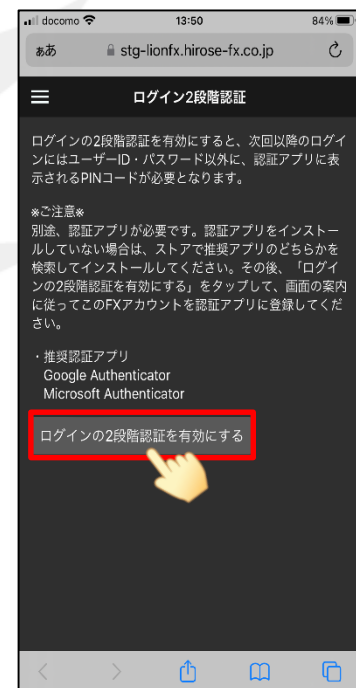 docomo 13:50 84%
ぁあ stg-lionfx.hirose-fx.co.jp
ログイン2段階認証
ログインの2段階認証を有効にすると、次回以降のログイ
ンにはユーザーID・パスワード以外に、認証アプリに表
示されるPINコードが必要となります。
※ご注意※
別途、認証アプリが必要です。認証アプリをインストー
ルしていない場合は、ストアで推奨アプリのどちらかを
検索してインストールしてください。その後、「ログイ
ンの2段階認証を有効にする」をタップして、画面の案内
に従ってこのFXアカウントを認証アプリに登録してくだ
さい。
・推奨認証アプリ
Google Authenticator
Microsoft Authenticator
ログインの2段階認証を有効にする